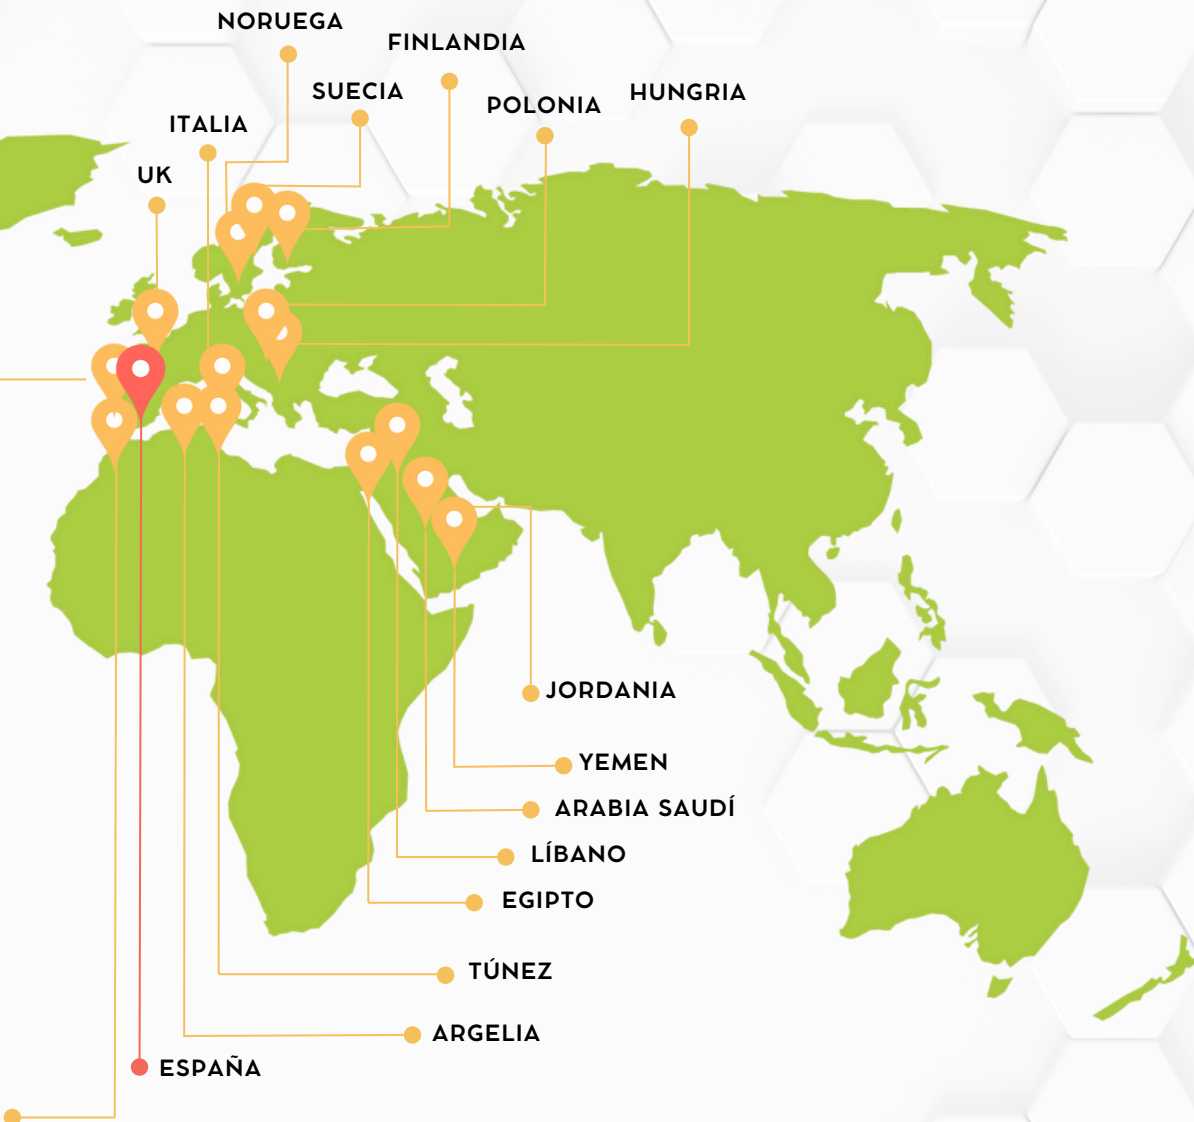 NORUEGA
FINLANDIA
SUECIA
HUNGRIA
POLONIA
ITALIA
UK
JORDANIA
YEMEN
ARABIA SAUDÍ
LÍBANO
EGIPTO
TÚNEZ
ARGELIA
ESPAÑA